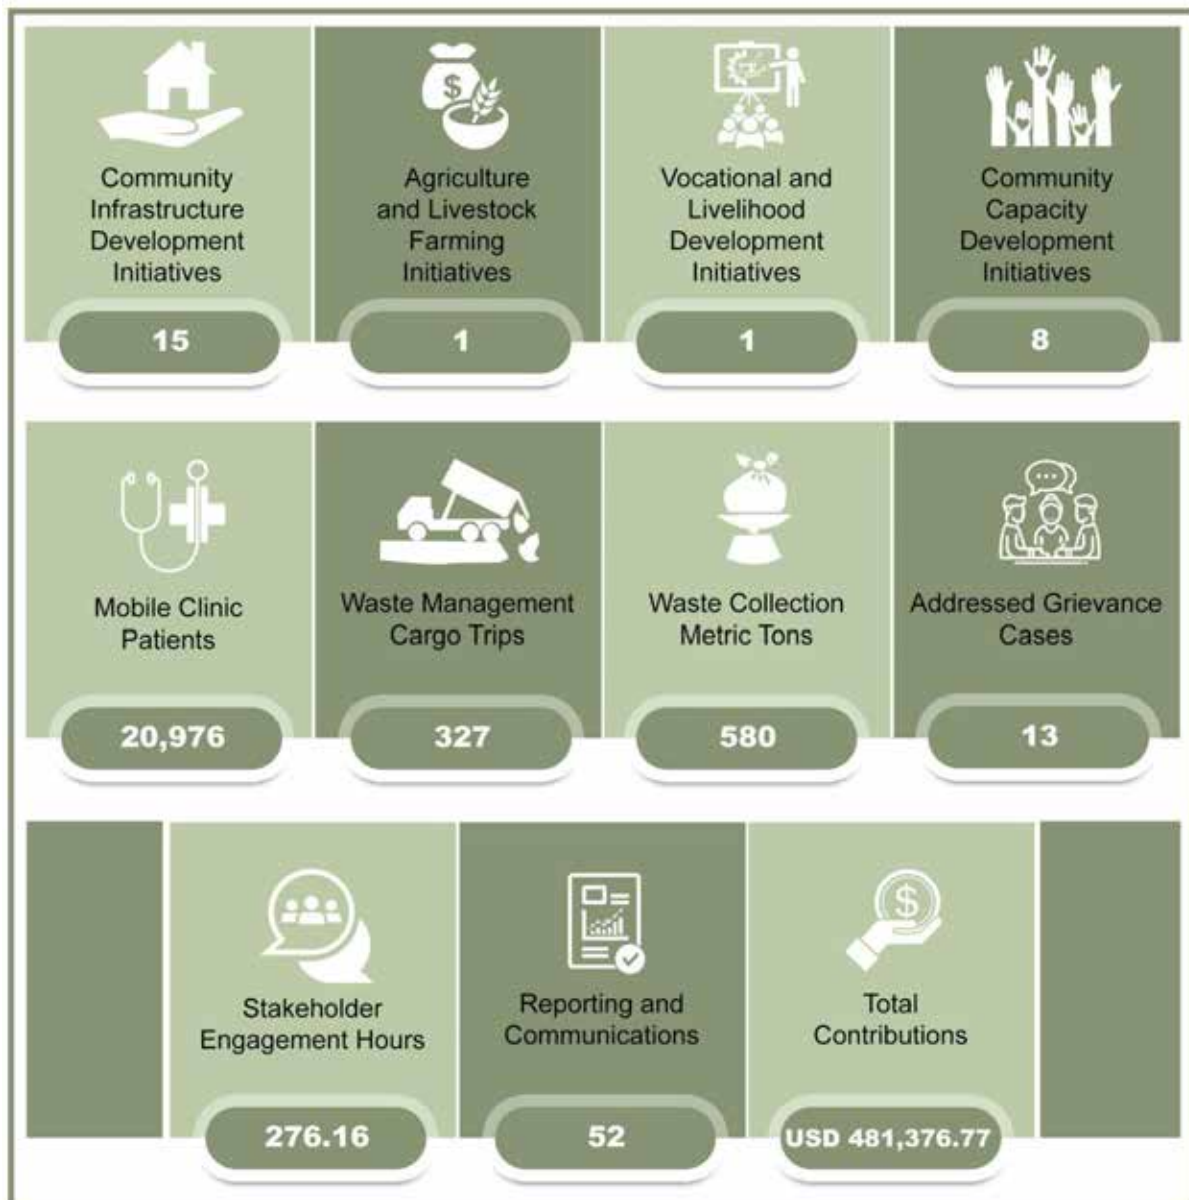 Community
Infrastructure
Development
Initiatives
15
Agriculture
and Livestock
Farming
Initiatives
1
Vocational and
Livelihood
Development
Initiatives
1
Community
Capacity
Development
Initiatives
8
Mobile Clinic
Patients
20,976
Waste Management
Cargo Trips
327
Waste Collection
Metric Tons
580
Addressed Grievance
Cases
13
Stakeholder
Engagement Hours
276.16
Reporting and
Communications
52
Total
Contributions
USD 481,376.77